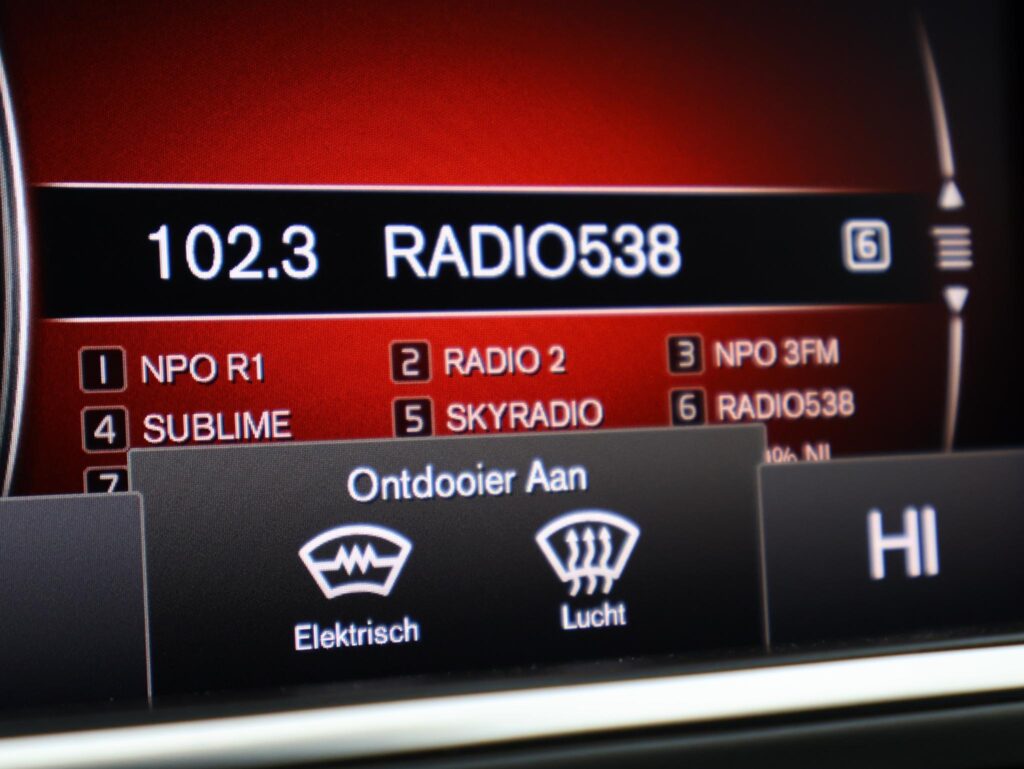 102.3 RADIO538 6
1 NPO R1 2 RADIO 2 3 NPO 3FM
4 SUBLIME 5 SKYRADIO 6 RADIO538
7
Ontdooier Aan
HI
Elektrisch Lucht